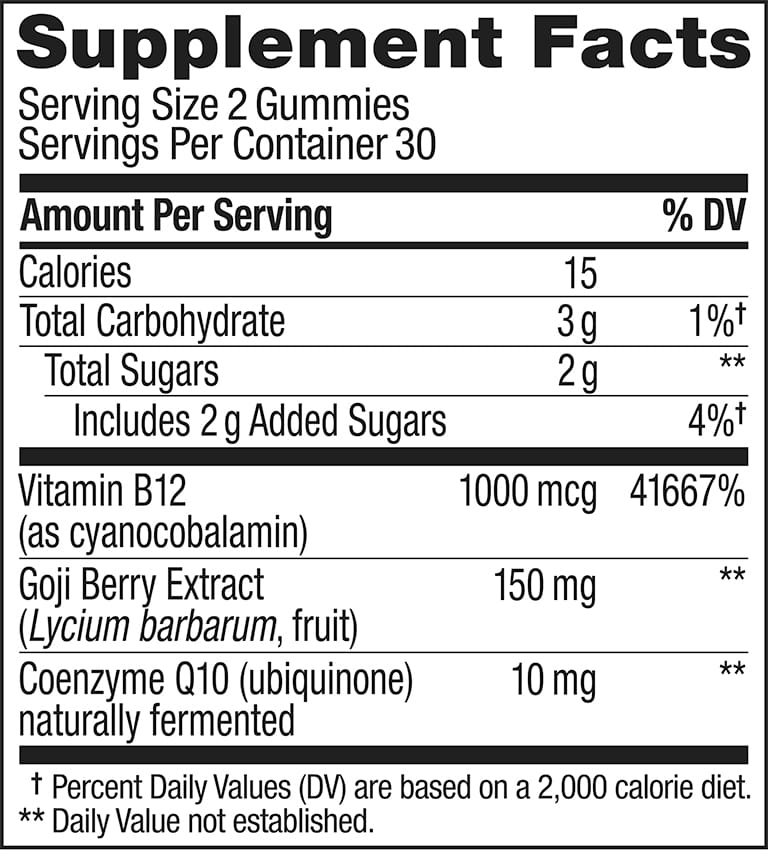 Supplement Facts
Serving Size 2 Gummies
Servings Per Container 30
Amount Per Serving % DV
Calories 15
Total Carbohydrate 3 g 1%†
Total Sugars 2 g **
Includes 2 g Added Sugars 4%†
Vitamin B12 1000 mcg 41667%
(as cyanocobalamin)
Goji Berry Extract 150 mg **
(Lycium barbarum, fruit)
Coenzyme Q10 (ubiquinone) 10 mg **
naturally fermented
† Percent Daily Values (DV) are based on a 2,000 calorie diet.
** Daily Value not established.